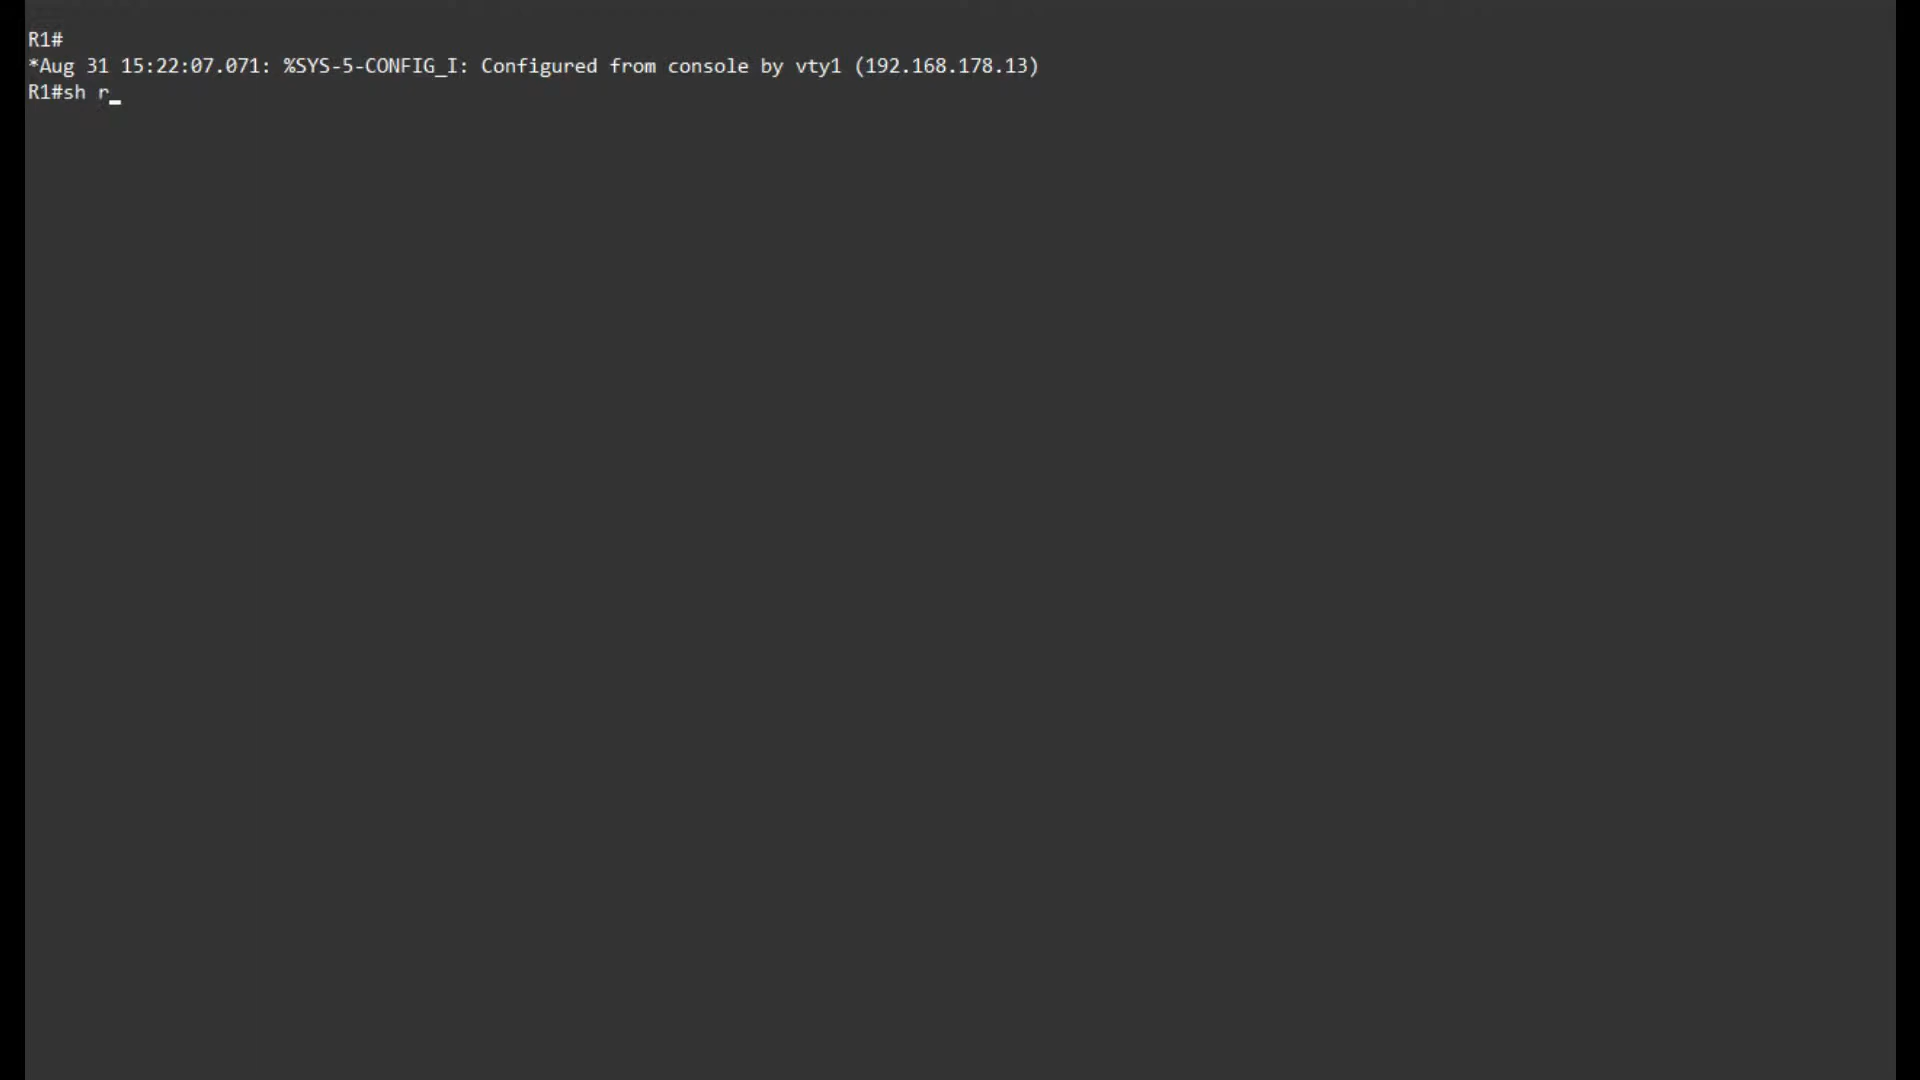 R1#
*Aug 31 15:22:07.071: %SYS-5-CONFIG_I: Configured from console by vty1 (192.168.178.13)
R1#sh r_